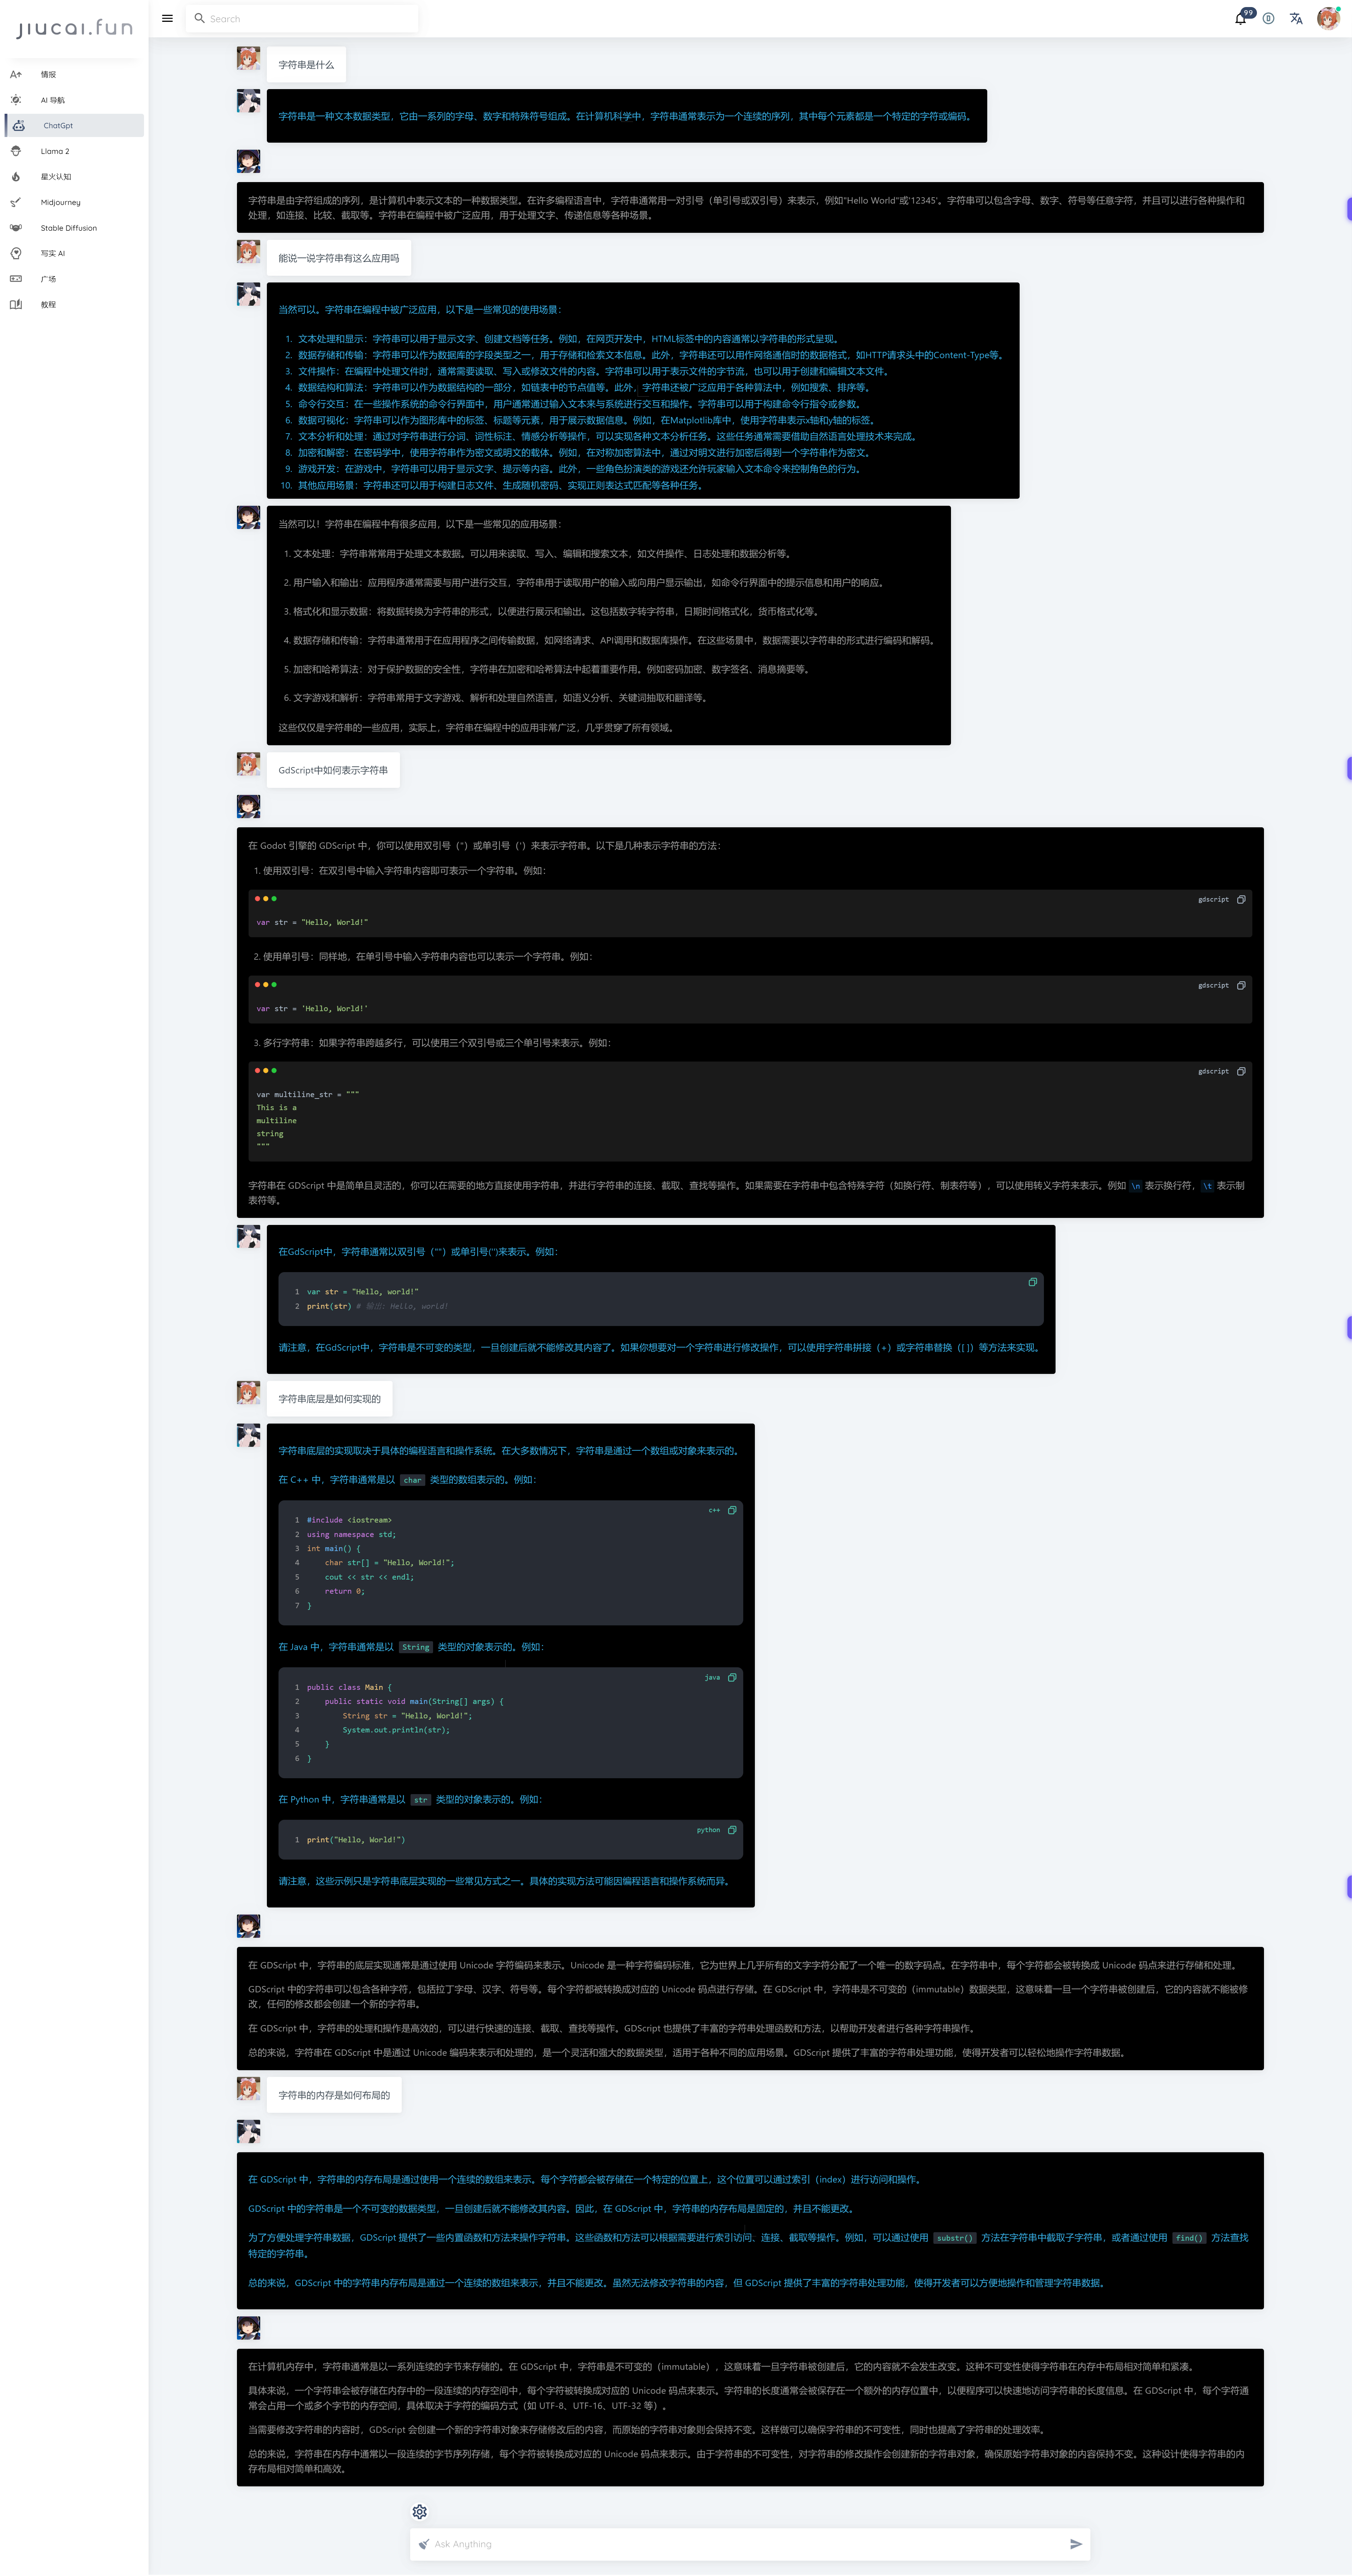 jiucai.fun
Search
99
情报
AI 导航
ChatGpt
Llama 2
星火认知
Midjourney
Stable Diffusion
写实 AI
广场
教程
字符串是什么
字符串是一种文本数据类型，它由一系列的字母、数字和特殊符号组成。在计算机科学中，字符串通常表示为一个连续的序列，其中每个元素都是一个特定的字符或编码。
字符串是由字符组成的序列，是计算机中表示文本的一种数据类型。在许多编程语言中，字符串通常用一对引号（单引号或双引号）来表示，例如"Hello World"或'12345'。字符串可以包含字母、数字、符号等任意字符，并且可以进行各种操作和
处理，如连接、比较、截取等。字符串在编程中被广泛应用，用于处理文字、传递信息等各种场景。
能说一说字符串有这么应用吗
当然可以。字符串在编程中被广泛应用，以下是一些常见的使用场景：
1. 文本处理和显示：字符串可以用于显示文字、创建文档等任务。例如，在网页开发中，HTML标签中的内容通常以字符串的形式呈现。
2. 数据存储和传输：字符串可以作为数据库的字段类型之一，用于存储和检索文本信息。此外，字符串还可以用作网络通信时的数据格式，如HTTP请求头中的Content-Type等。
3. 文件操作：在编程中处理文件时，通常需要读取、写入或修改文件的内容。字符串可以用于表示文件的字节流，也可以用于创建和编辑文本文件。
4. 数据结构和算法：字符串可以作为数据结构的一部分，如链表中的节点值等。此外，字符串还被广泛应用于各种算法中，例如搜索、排序等。
5. 命令行交互：在一些操作系统的命令行界面中，用户通常通过输入文本来与系统进行交互和操作。字符串可以用于构建命令行指令或参数。
6. 数据可视化：字符串可以作为图形库中的标签、标题等元素，用于展示数据信息。例如，在Matplotlib库中，使用字符串表示x轴和y轴的标签。
7. 文本分析和处理：通过对字符串进行分词、词性标注、情感分析等操作，可以实现各种文本分析任务。这些任务通常需要借助自然语言处理技术来完成。
8. 加密和解密：在密码学中，使用字符串作为密文或明文的载体。例如，在对称加密算法中，通过对明文进行加密后得到一个字符串作为密文。
9. 游戏开发：在游戏中，字符串可以用于显示文字、提示等内容。此外，一些角色扮演类的游戏还允许玩家输入文本命令来控制角色的行为。
10. 其他应用场景：字符串还可以用于构建日志文件、生成随机密码、实现正则表达式匹配等各种任务。
当然可以！字符串在编程中有很多应用，以下是一些常见的应用场景：
1. 文本处理：字符串常常用于处理文本数据。可以用来读取、写入、编辑和搜索文本，如文件操作、日志处理和数据分析等。
2. 用户输入和输出：应用程序通常需要与用户进行交互，字符串用于读取用户的输入或向用户显示输出，如命令行界面中的提示信息和用户的响应。
3. 格式化和显示数据：将数据转换为字符串的形式，以便进行展示和输出。这包括数字转字符串，日期时间格式化，货币格式化等。
4. 数据存储和传输：字符串通常用于在应用程序之间传输数据，如网络请求、API调用和数据库操作。在这些场景中，数据需要以字符串的形式进行编码和解码。
5. 加密和哈希算法：对于保护数据的安全性，字符串在加密和哈希算法中起着重要作用。例如密码加密、数字签名、消息摘要等。
6. 文字游戏和解析：字符串常用于文字游戏、解析和处理自然语言，如语义分析、关键词抽取和翻译等。
这些仅仅是字符串的一些应用，实际上，字符串在编程中的应用非常广泛，几乎贯穿了所有领域。
GdScript中如何表示字符串
在 Godot 引擎的 GDScript 中，你可以使用双引号（"）或单引号（'）来表示字符串。以下是几种表示字符串的方法：
1. 使用双引号：在双引号中输入字符串内容即可表示一个字符串。例如：
gdscript
var str = "Hello, World!"
2. 使用单引号：同样地，在单引号中输入字符串内容也可以表示一个字符串。例如：
gdscript
var str = 'Hello, World!'
3. 多行字符串：如果字符串跨越多行，可以使用三个双引号或三个单引号来表示。例如：
gdscript
var multiline_str = """
This is a
multiline
string
"""
字符串在 GDScript 中是简单且灵活的，你可以在需要的地方直接使用字符串，并进行字符串的连接、截取、查找等操作。如果需要在字符串中包含特殊字符（如换行符、制表符等），可以使用转义字符来表示。例如 \n 表示换行符，\t 表示制
表符等。
在GdScript中，字符串通常以双引号（""）或单引号('')来表示。例如：
1 var str = "Hello, world!"
2 print(str) # 输出: Hello, world!
请注意，在GdScript中，字符串是不可变的类型，一旦创建后就不能修改其内容了。如果你想要对一个字符串进行修改操作，可以使用字符串拼接（+）或字符串替换（[ ]）等方法来实现。
字符串底层是如何实现的
字符串底层的实现取决于具体的编程语言和操作系统。在大多数情况下，字符串是通过一个数组或对象来表示的。
在 C++ 中，字符串通常是以 char 类型的数组表示的。例如：
c++
1 #include <iostream>
2 using namespace std;
3 int main() {
4 char str[] = "Hello, World!";
5 cout << str << endl;
6 return 0;
7 }
在 Java 中，字符串通常是以 String 类型的对象表示的。例如：
java
1 public class Main {
2 public static void main(String[] args) {
3 String str = "Hello, World!";
4 System.out.println(str);
5 }
6 }
在 Python 中，字符串通常是以 str 类型的对象表示的。例如：
python
1 print("Hello, World!")
请注意，这些示例只是字符串底层实现的一些常见方式之一。具体的实现方法可能因编程语言和操作系统而异。
在 GDScript 中，字符串的底层实现通常是通过使用 Unicode 字符编码来表示。Unicode 是一种字符编码标准，它为世界上几乎所有的文字字符分配了一个唯一的数字码点。在字符串中，每个字符都会被转换成 Unicode 码点来进行存储和处理。
GDScript 中的字符串可以包含各种字符，包括拉丁字母、汉字、符号等。每个字符都被转换成对应的 Unicode 码点进行存储。在 GDScript 中，字符串是不可变的（immutable）数据类型，这意味着一旦一个字符串被创建后，它的内容就不能被修
改，任何的修改都会创建一个新的字符串。
在 GDScript 中，字符串的处理和操作是高效的，可以进行快速的连接、截取、查找等操作。GDScript 也提供了丰富的字符串处理函数和方法，以帮助开发者进行各种字符串操作。
总的来说，字符串在 GDScript 中是通过 Unicode 编码来表示和处理的，是一个灵活和强大的数据类型，适用于各种不同的应用场景。GDScript 提供了丰富的字符串处理功能，使得开发者可以轻松地操作字符串数据。
字符串的内存是如何布局的
在 GDScript 中，字符串的内存布局是通过使用一个连续的数组来表示。每个字符都会被存储在一个特定的位置上，这个位置可以通过索引（index）进行访问和操作。
GDScript 中的字符串是一个不可变的数据类型，一旦创建后就不能修改其内容。因此，在 GDScript 中，字符串的内存布局是固定的，并且不能更改。
为了方便处理字符串数据，GDScript 提供了一些内置函数和方法来操作字符串。这些函数和方法可以根据需要进行索引访问、连接、截取等操作。例如，可以通过使用 substr() 方法在字符串中截取子字符串，或者通过使用 find() 方法查找
特定的字符串。
总的来说，GDScript 中的字符串内存布局是通过一个连续的数组来表示，并且不能更改。虽然无法修改字符串的内容，但 GDScript 提供了丰富的字符串处理功能，使得开发者可以方便地操作和管理字符串数据。
在计算机内存中，字符串通常是以一系列连续的字节来存储的。在 GDScript 中，字符串是不可变的（immutable），这意味着一旦字符串被创建后，它的内容就不会发生改变。这种不可变性使得字符串在内存中布局相对简单和紧凑。
具体来说，一个字符串会被存储在内存中的一段连续的内存空间中，每个字符被转换成对应的 Unicode 码点来表示。字符串的长度通常会被保存在一个额外的内存位置中，以便程序可以快速地访问字符串的长度信息。在 GDScript 中，每个字符通
常会占用一个或多个字节的内存空间，具体取决于字符的编码方式（如 UTF-8、UTF-16、UTF-32 等）。
当需要修改字符串的内容时，GDScript 会创建一个新的字符串对象来存储修改后的内容，而原始的字符串对象则会保持不变。这样做可以确保字符串的不可变性，同时也提高了字符串的处理效率。
总的来说，字符串在内存中通常以一段连续的字节序列存储，每个字符被转换成对应的 Unicode 码点来表示。由于字符串的不可变性，对字符串的修改操作会创建新的字符串对象，确保原始字符串对象的内容保持不变。这种设计使得字符串的内
存布局相对简单和高效。
Ask Anything